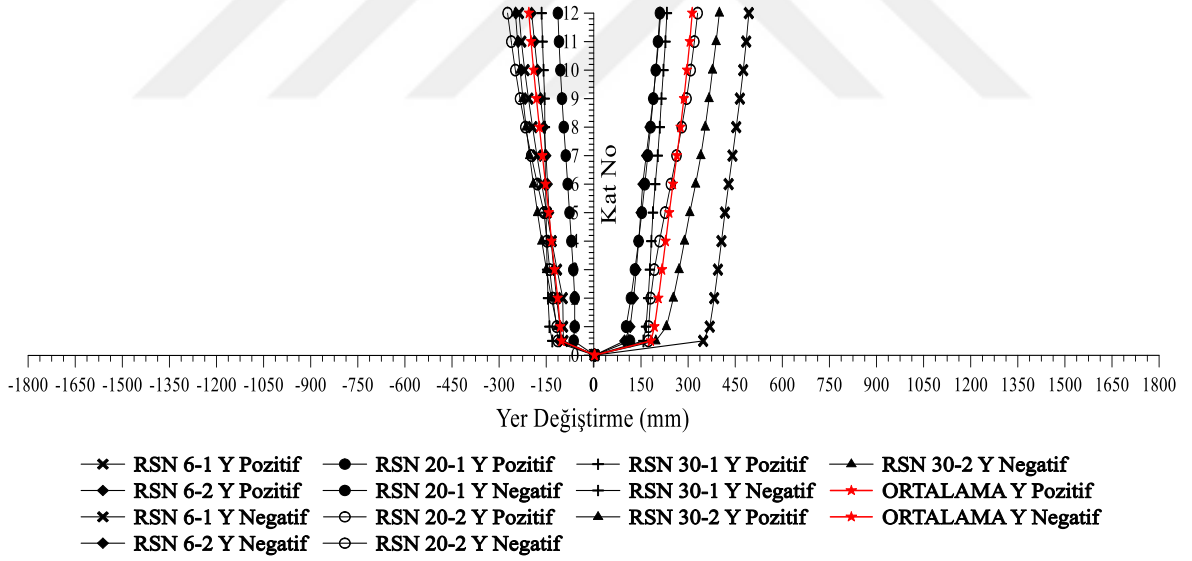 12
11
10
9
8
7
6
5
4
3
2
1
0
Kat No
-1800 -1650 -1500 -1350 -1200 -1050 -900 -750 -600 -450 -300 -150 0 150 300 450 600 750 900 1050 1200 1350 1500 1650 1800
Yer Değiştirme (mm)
RSN 6-1 Y Pozitif RSN 20-1 Y Pozitif RSN 30-1 Y Pozitif RSN 30-2 Y Negatif
RSN 6-2 Y Pozitif RSN 20-1 Y Negatif RSN 30-1 Y Negatif ORTALAMA Y Pozitif
RSN 6-1 Y Negatif RSN 20-2 Y Pozitif RSN 30-2 Y Pozitif ORTALAMA Y Negatif
RSN 6-2 Y Negatif RSN 20-2 Y Negatif